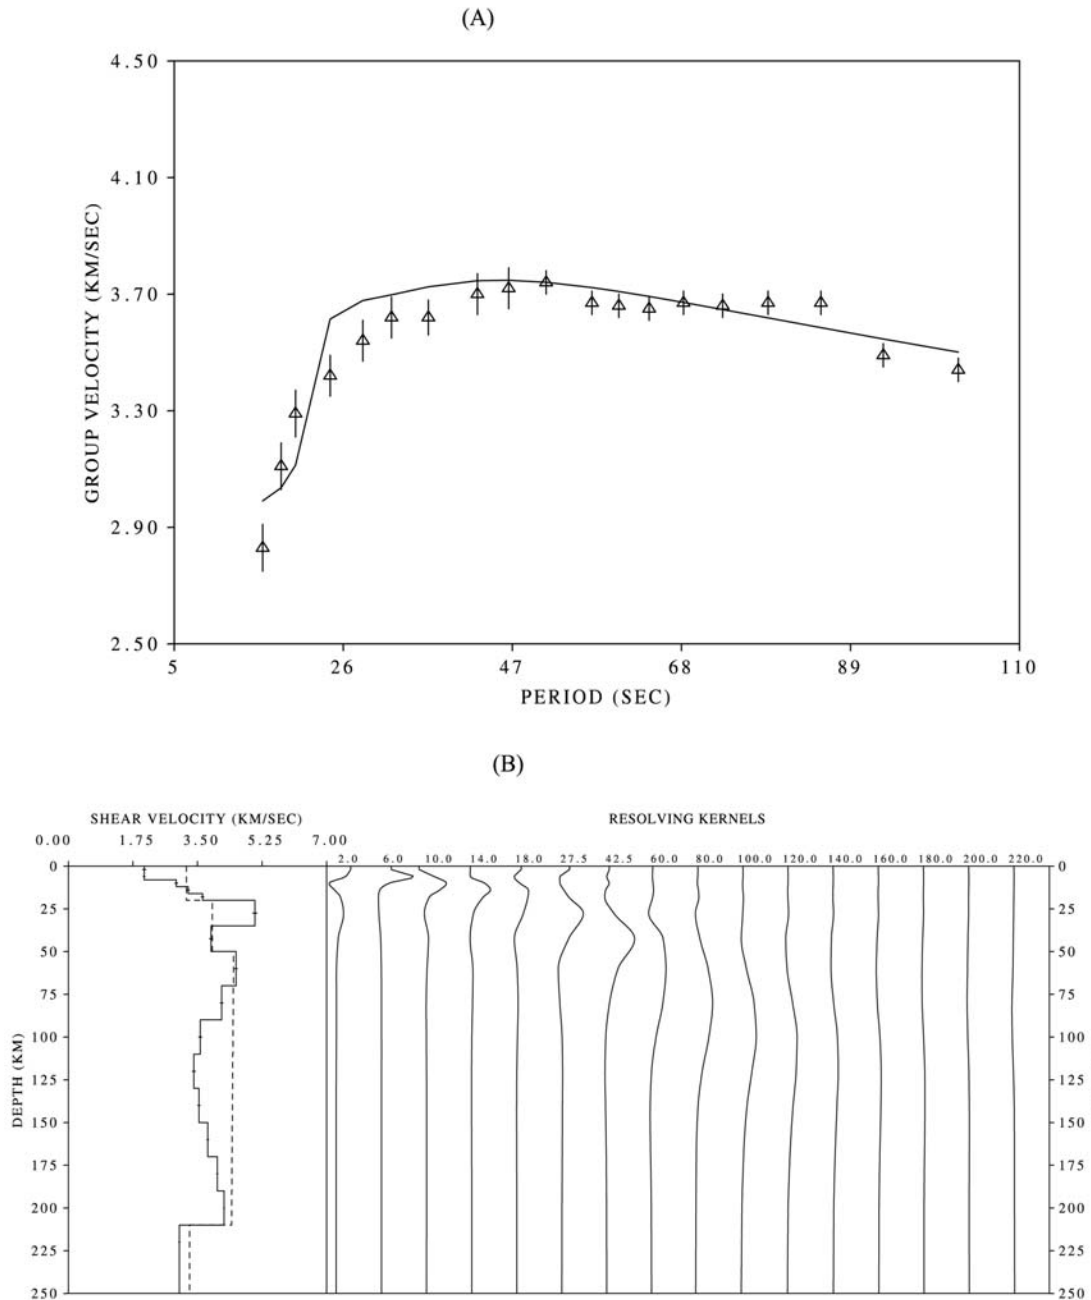 (A)
4.50
4.10
3.70
3.30
2.90
2.50
GROUP VELOCITY (KM/SEC)
5 26 47 68 89 110
PERIOD (SEC)
(B)
SHEAR VELOCITY (KM/SEC) RESOLVING KERNELS
0.00 1.75 3.50 5.25 7.00
2.0 6.0 10.0 14.0 18.0 27.5 42.5 60.0 80.0 100.0 120.0 140.0 160.0 180.0 200.0 220.0
0 0
25 25
50 50
75 75
100 100
125 125
150 150
175 175
200 200
225 225
250 250
DEPTH (KM)